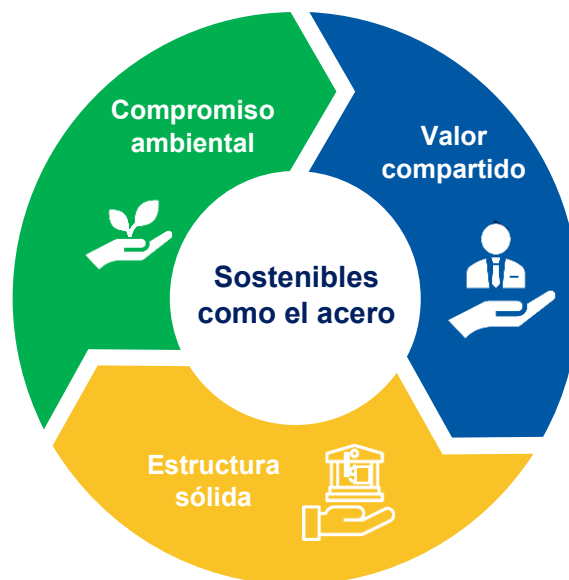 Compromiso
ambiental
Valor
compartido
Sostenibles
como el acero
Estructura
sólida